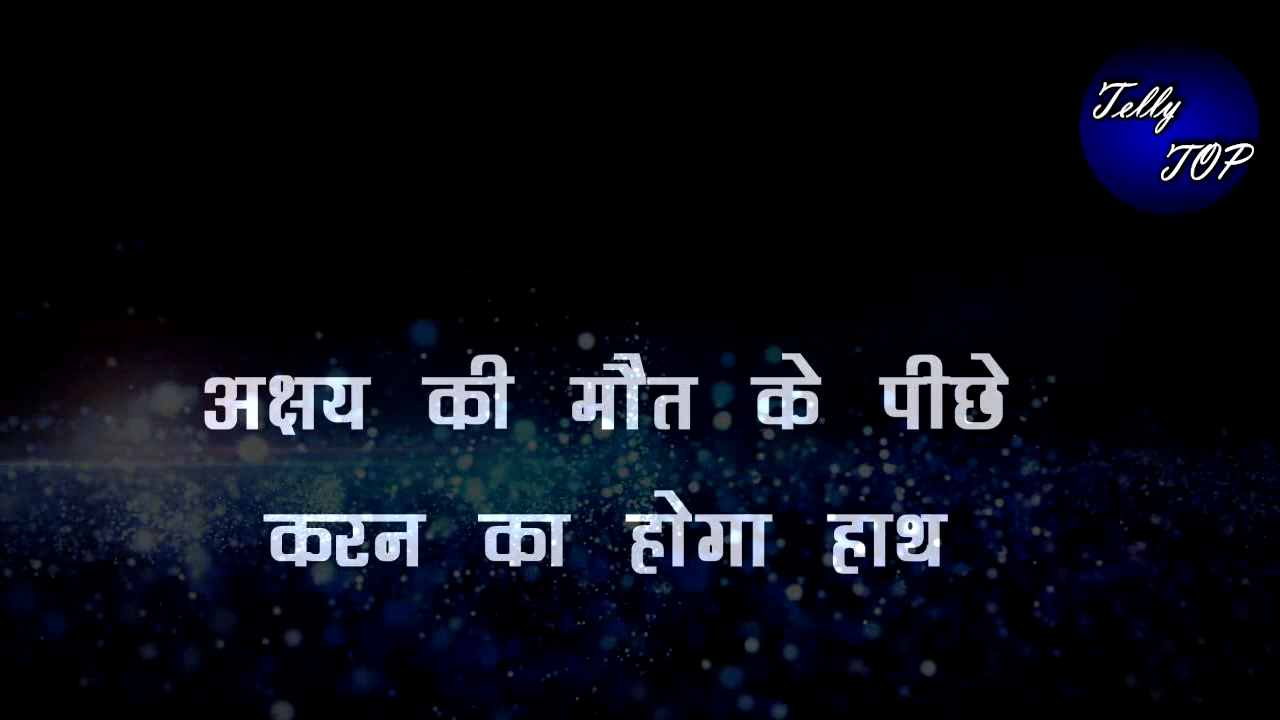 Telly
TOP
अक्षय की मौत के पीछे
करन का होगा हाथ